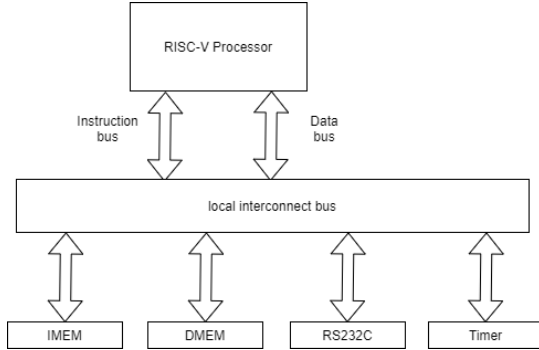 RISC-V Processor
Instruction
bus
Data
bus
local interconnect bus
IMEM
DMEM
RS232C
Timer